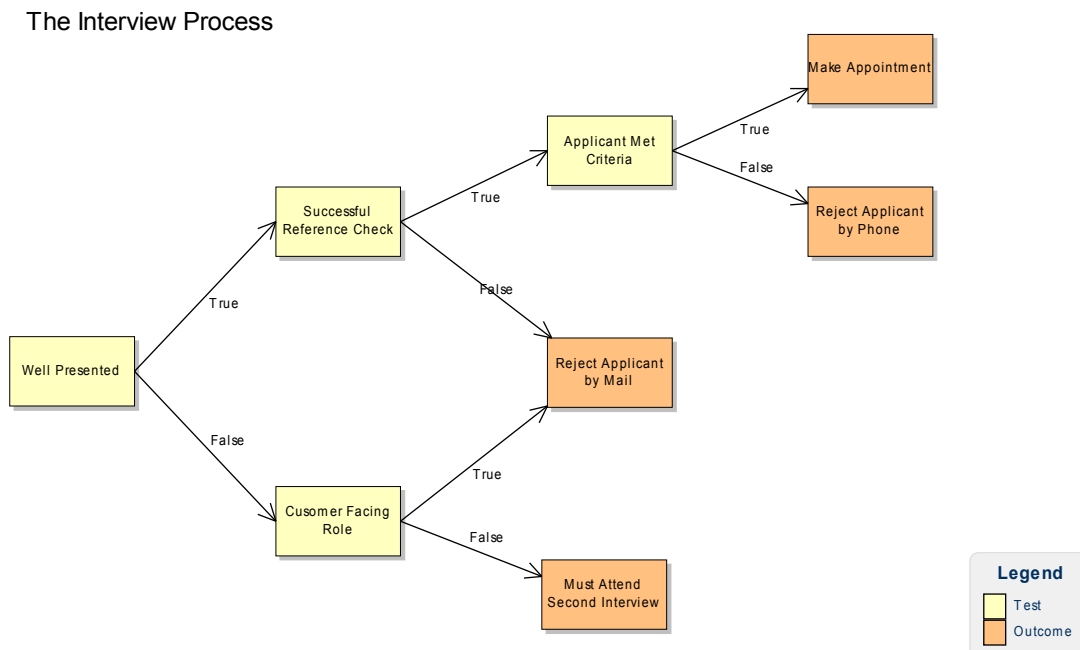 The Interview Process
Make Appointment
Applicant Met
Criteria
True
False
Successful
Reference Check
True
Reject Applicant
by Phone
False
True
Well Presented
Reject Applicant
by Mail
False
True
Cusomer Facing
Role
False
Must Attend
Second Interview
Legend
Test
Outcome